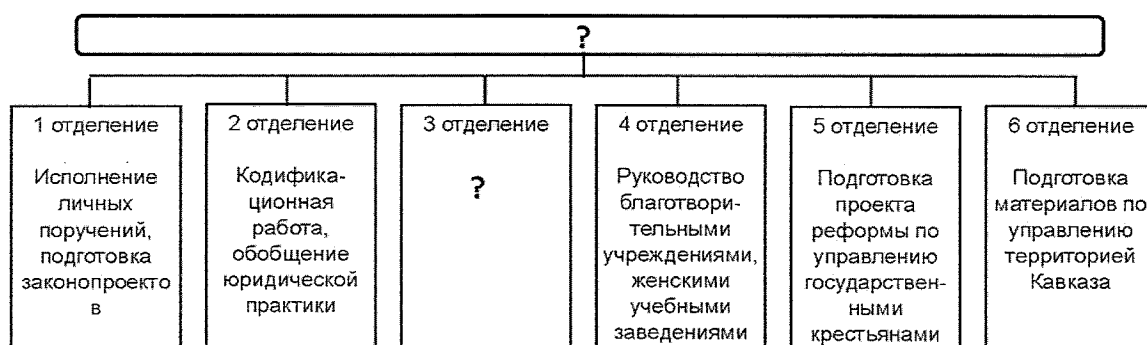 ?
1 отделение
Исполнение
личных
поручений,
подготовка
законопроекто
в
2 отделение
Кодифика-
ционная
работа,
обобщение
юридической
практики
3 отделение
?
4 отделение
Руководство
благотвори-
тельными
учреждениями,
женскими
учебными
заведениями
5 отделение
Подготовка
проекта
реформы по
управлению
государствен-
ными
крестьянами
6 отделение
Подготовка
материалов по
управлению
территорией
Кавказа